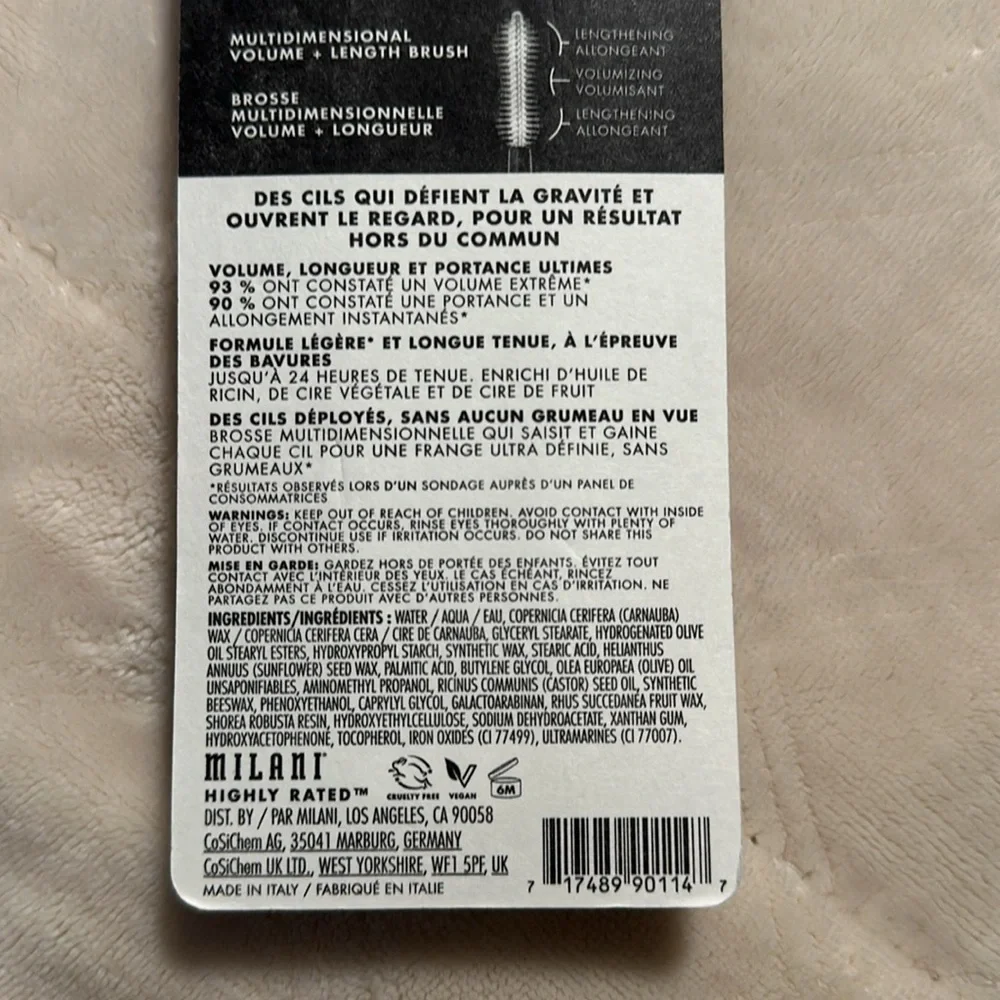 MULTIDIMENSIONAL
VOLUME + LENGTH BRUSH
BROSSE
MULTIDIMENSIONNELLE
VOLUME + LONGUEUR
LENGTHENING
ALLONGEANT
VOLUMIZING
VOLUMISANT
LENGTHENING
ALLONGEANT
DES CILS QUI DÉFIENT LA GRAVITÉ ET
OUVRENT LE REGARD, POUR UN RÉSULTAT
HORS DU COMMUN
VOLUME, LONGUEUR ET PORTANCE ULTIMES
93 % ONT CONSTATÉ UN VOLUME EXTRÊME*
90 % ONT CONSTATÉ UNE PORTANCE ET UN
ALLONGEMENT INSTANTANÉS*
FORMULE LÉGÈRE* ET LONGUE TENUE, À L'ÉPREUVE
DES BAVURES
JUSQU'À 24 HEURES DE TENUE. ENRICHI D'HUILE DE
RICIN, DE CIRE VÉGÉTALE ET DE CIRE DE FRUIT
DES CILS DÉPLOYÉS, SANS AUCUN GRUMEAU EN VUE
BROSSE MULTIDIMENSIONNELLE QUI SAISIT ET GAINE
CHAQUE CIL POUR UNE FRANGE ULTRA DÉFINIE, SANS
GRUMEAUX*
*RÉSULTATS OBSERVÉS LORS D'UN SONDAGE AUPRÈS D'UN PANEL DE
CONSOMMATRICES
WARNINGS: KEEP OUT OF REACH OF CHILDREN. AVOID CONTACT WITH INSIDE
OF EYES. IF CONTACT OCCURS, RINSE EYES THOROUGHLY WITH PLENTY OF
WATER. DISCONTINUE USE IF IRRITATION OCCURS. DO NOT SHARE THIS
PRODUCT WITH OTHERS.
MISE EN GARDE: GARDEZ HORS DE PORTÉE DES ENFANTS. ÉVITEZ TOUT
CONTACT AVEC L'INTÉRIEUR DES YEUX. LE CAS ÉCHÉANT, RINCEZ
ABONDAMMENT À L'EAU. CESSEZ L'UTILISATION EN CAS D'IRRITATION. NE
PARTAGEZ PAS CE PRODUIT AVEC D'AUTRES PERSONNES.
INGREDIENTS/INGRÉDIENTS : WATER / AQUA / EAU, COPERNICIA CERIFERA (CARNAUBA)
WAX / COPERNICIA CERIFERA CERA / CIRE DE CARNAUBA, GLYCERYL STEARATE, HYDROGENATED OLIVE
OIL STEARYL ESTERS, HYDROXYPROPYL STARCH, SYNTHETIC WAX, STEARIC ACID, HELIANTHUS
ANNUUS (SUNFLOWER) SEED WAX, PALMITIC ACID, BUTYLENE GLYCOL, OLEA EUROPAEA (OLIVE) OIL
UNSAPONIFIABLES, AMINOMETHYL PROPANOL, RICINUS COMMUNIS (CASTOR) SEED OIL, SYNTHETIC
BEESWAX, PHENOXYETHANOL, CAPRYLYL GLYCOL, GALACTOARABINAN, RHUS SUCCEDANEA FRUIT WAX,
SHOREA ROBUSTA RESIN, HYDROXYETHYLCELLULOSE, SODIUM DEHYDROACETATE, XANTHAN GUM,
HYDROXYACETOPHENONE, TOCOPHEROL, IRON OXIDES (CI 77499), ULTRAMARINES (CI 77007).
MILANI
HIGHLY RATED™
CRUELTY FREE
VEGAN
6M
DIST. BY / PAR MILANI, LOS ANGELES, CA 90058
CoSiChem AG, 35041 MARBURG, GERMANY
CoSiChem UK LTD., WEST YORKSHIRE, WF1 5PF, UK
MADE IN ITALY / FABRIQUÉ EN ITALIE
7 17489 90114 7